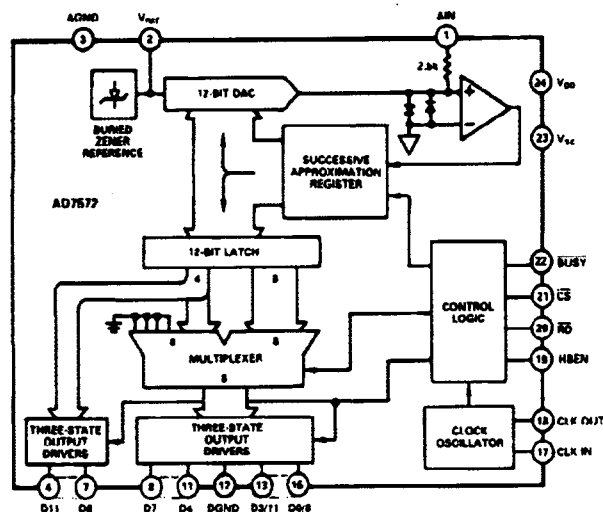 AGND
VREF
AIN
3
2
1
2.5k
12-BIT DAC
24 VDD
BURIED ZENER REFERENCE
+
−
23 VSS
SUCCESSIVE APPROXIMATION REGISTER
AD7572
12-BIT LATCH
4
8
CONTROL LOGIC
22 BUSY
21 CS
20 RD
19 HBEN
8
8
MULTIPLEXER
8
THREE-STATE OUTPUT DRIVERS
THREE-STATE OUTPUT DRIVERS
CLOCK OSCILLATOR
18 CLK OUT
17 CLK IN
4
7
8
11
12
13
16
D11
D8
D7
D4
DGND
D3/11
D0/8